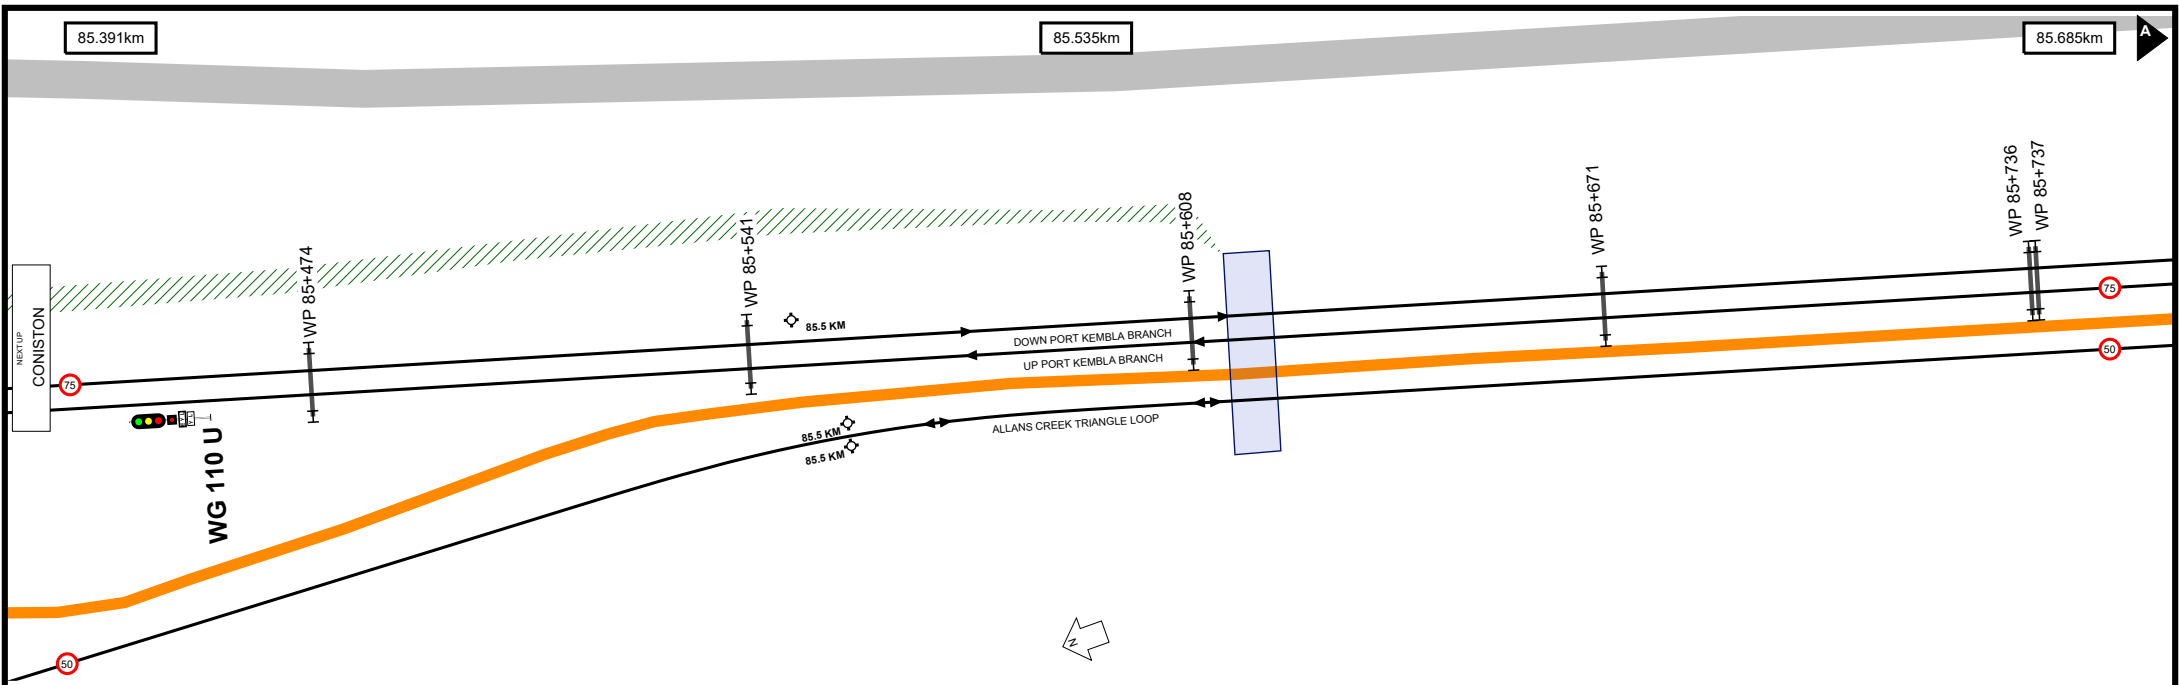 85.391km
85.535km
85.685km
A
WP 85+474
WP 85+541
WP 85+608
WP 85+671
WP 85+736
WP 85+737
NEXT UP
CONISTON
75
85.5 KM
DOWN PORT KEMBLA BRANCH
UP PORT KEMBLA BRANCH
75
50
WG 110 U
85.5 KM
85.5 KM
ALLANS CREEK TRIANGLE LOOP
50
N